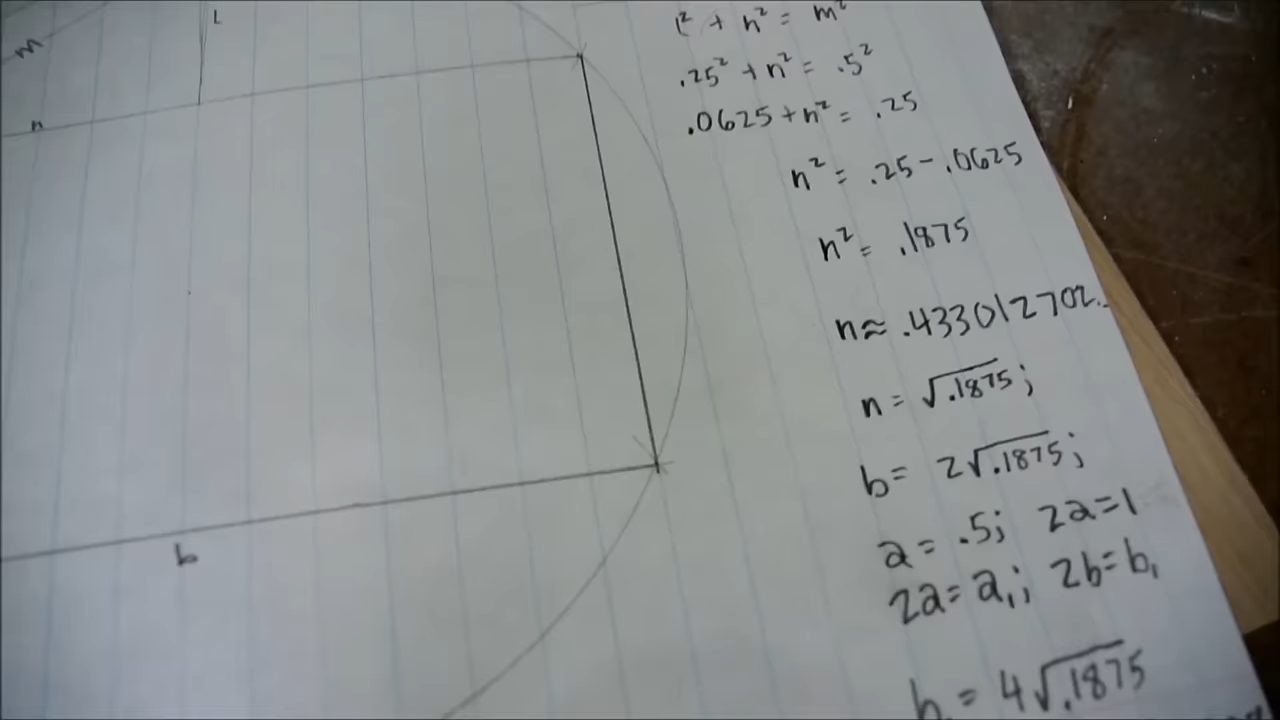 m
l
n
b
l² + n² = m²
.25² + n² = .5²
.0625 + n² = .25
n² = .25 - .0625
n² = .1875
n ≈ .433012702..
n = √.1875;
b = 2√.1875;
a = .5; 2a = 1
2a = a₁; 2b = b₁
b₁ = 4√.1875